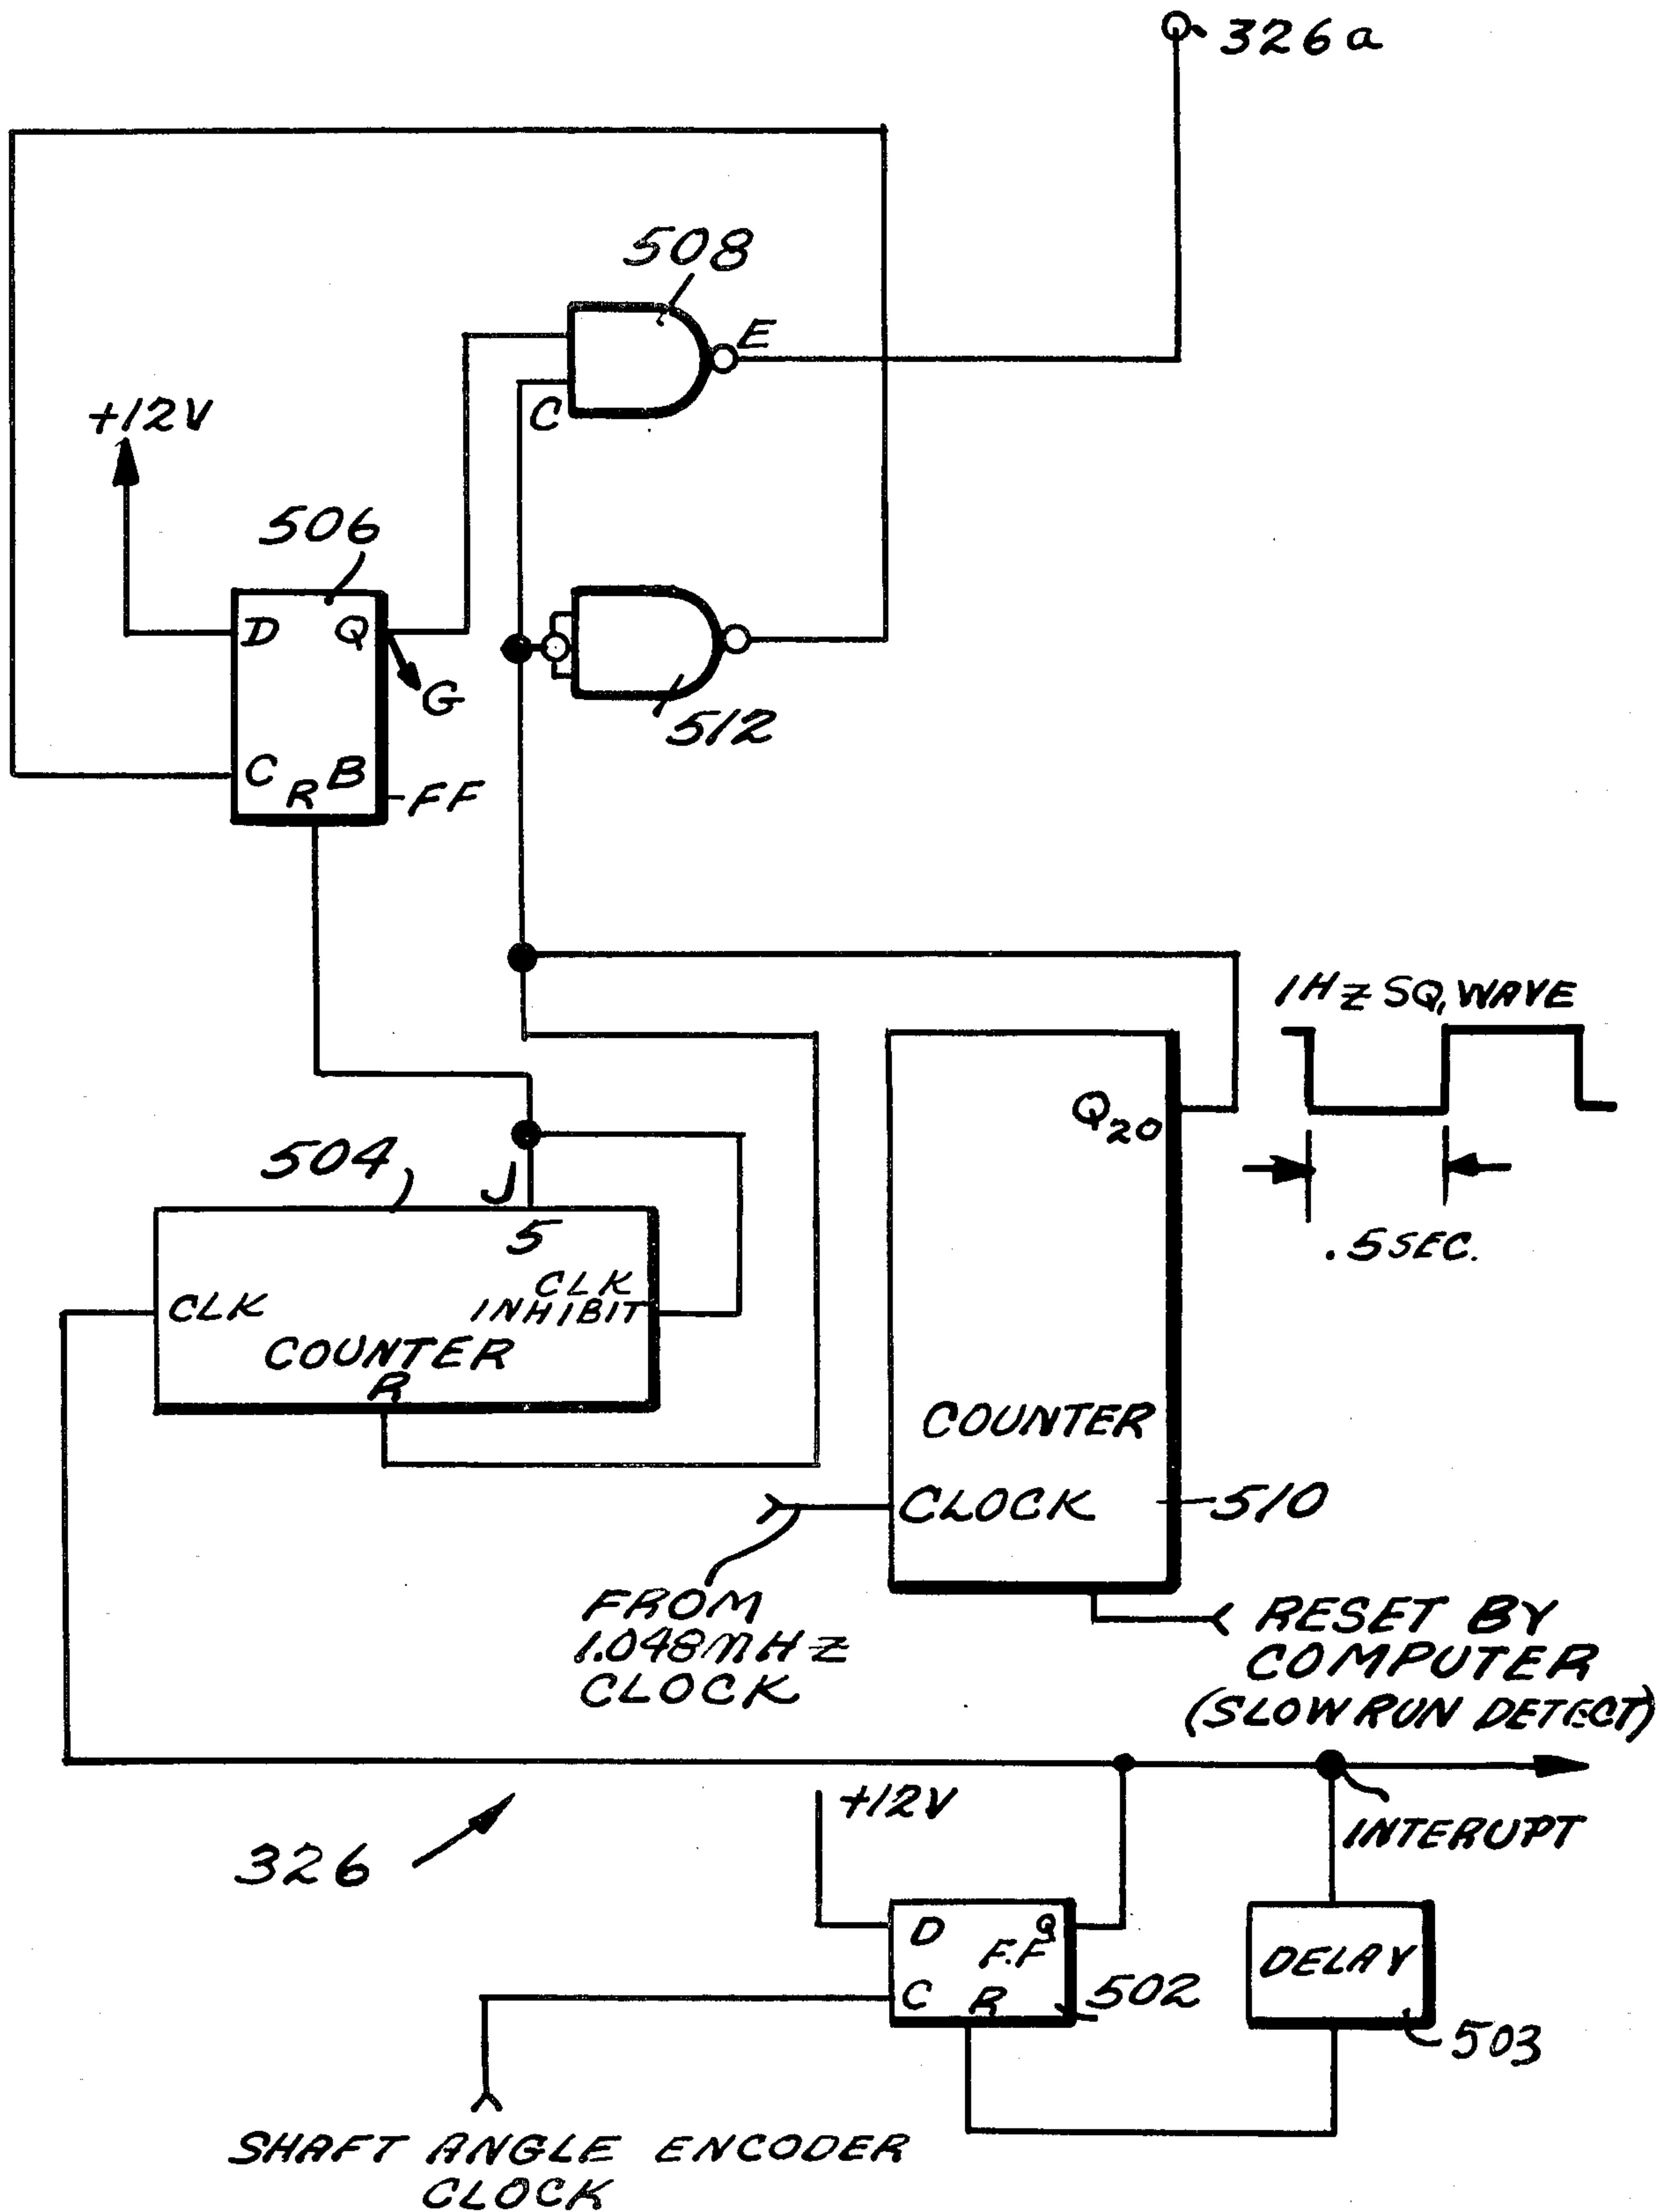 326a
508
E
C
+12V
506
D Q
G
512
C R B
FF
1Hz SQ. WAVE
Q20
.5 SEC.
504
J
5
CLK
CLK
INHIBIT
COUNTER
R
COUNTER
CLOCK
510
FROM
1.048MHz
CLOCK
RESET BY
COMPUTER
(SLOW RUN DETECT)
+12V
INTERUPT
326
D Q
F.F
C R
502
DELAY
503
SHAFT ANGLE ENCODER
CLOCK